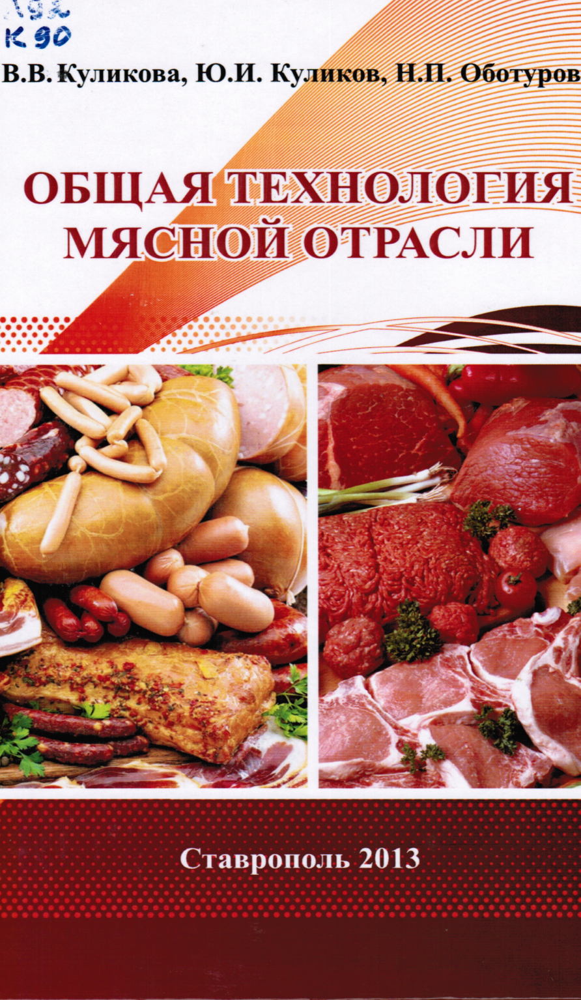 К 90
В.В. Куликова, Ю.И. Куликов, Н.П. Оботуров
ОБЩАЯ ТЕХНОЛОГИЯ
МЯСНОЙ ОТРАСЛИ
Ставрополь 2013